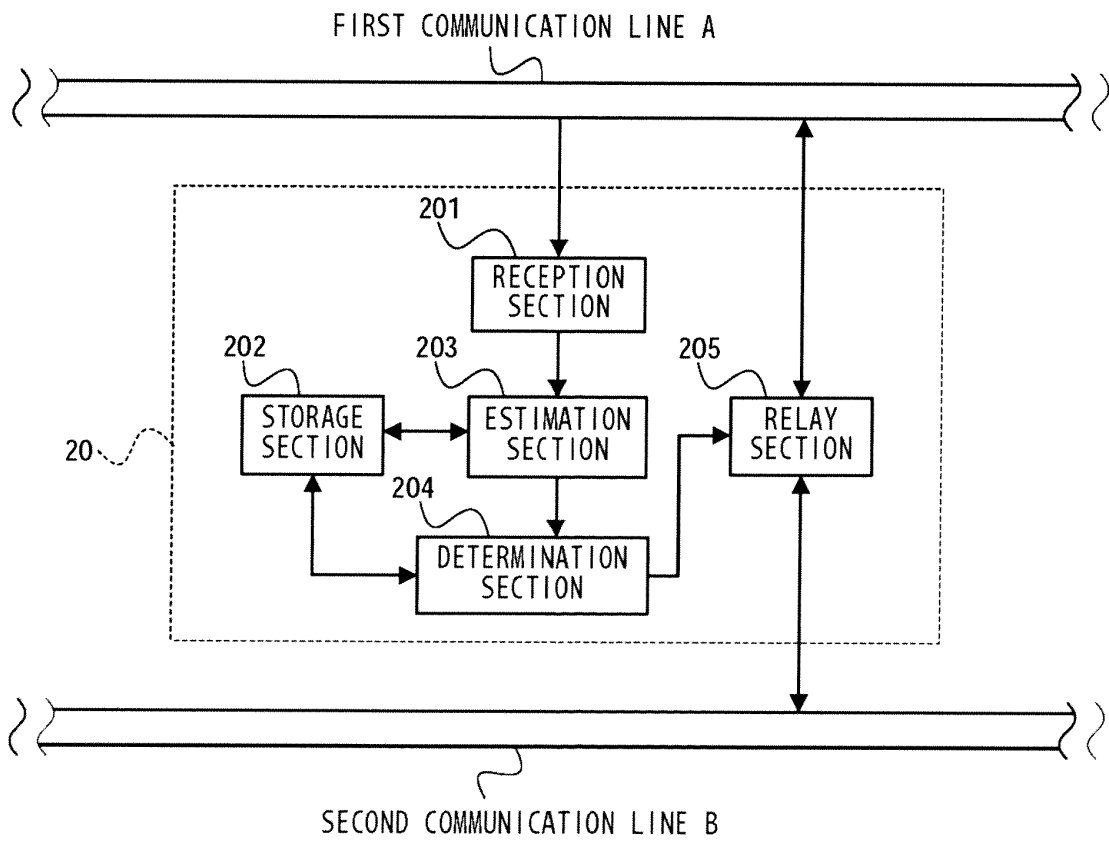 FIRST COMMUNICATION LINE A
201
RECEPTION
SECTION
202
203
205
STORAGE
SECTION
ESTIMATION
SECTION
RELAY
SECTION
20
204
DETERMINATION
SECTION
SECOND COMMUNICATION LINE B